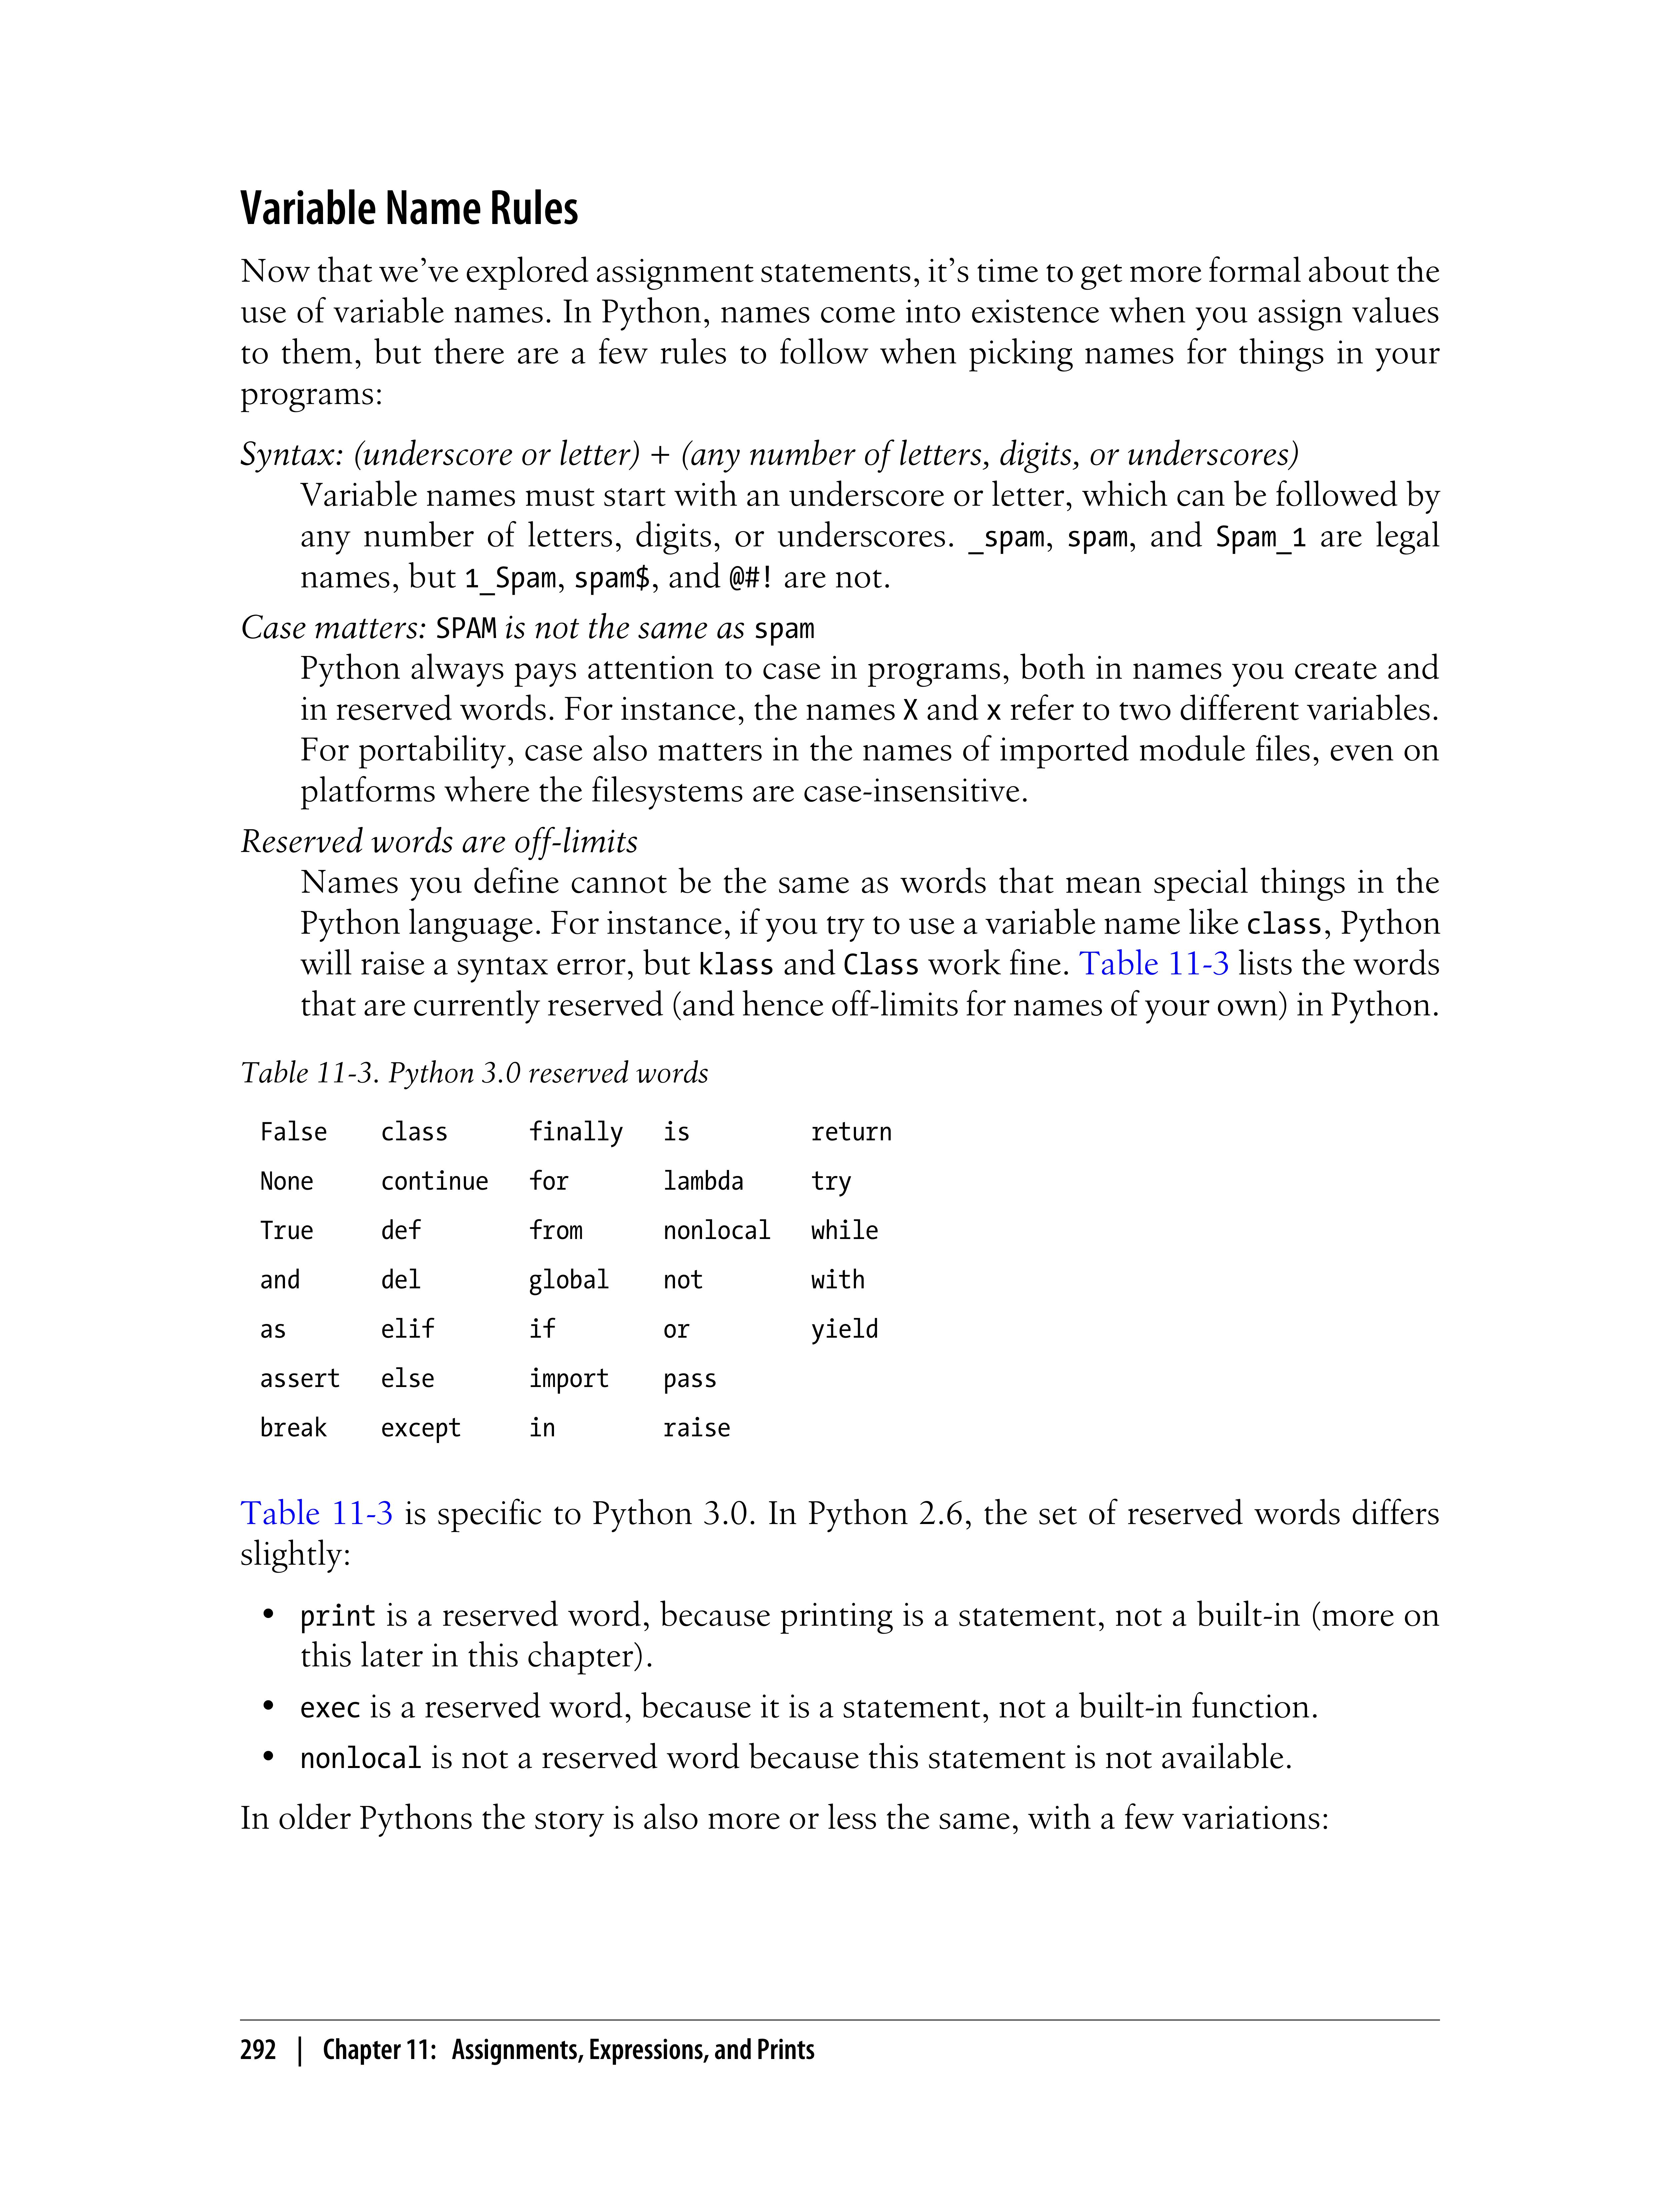 Variable Name Rules
Now that we’ve explored assignment statements, it’s time to get more formal about the
use of variable names. In Python, names come into existence when you assign values
to them, but there are a few rules to follow when picking names for things in your
programs:
Syntax: (underscore or letter) + (any number of letters, digits, or underscores)
Variable names must start with an underscore or letter, which can be followed by
any number of letters, digits, or underscores. _spam, spam, and Spam_1 are legal
names, but 1_Spam, spam$, and @#! are not.
Case matters: SPAM is not the same as spam
Python always pays attention to case in programs, both in names you create and
in reserved words. For instance, the names X and x refer to two different variables.
For portability, case also matters in the names of imported module files, even on
platforms where the filesystems are case-insensitive.
Reserved words are off-limits
Names you define cannot be the same as words that mean special things in the
Python language. For instance, if you try to use a variable name like class, Python
will raise a syntax error, but klass and Class work fine. Table 11-3 lists the words
that are currently reserved (and hence off-limits for names of your own) in Python.
Table 11-3. Python 3.0 reserved words
False class finally is return
None continue for lambda try
True def from nonlocal while
and del global not with
as elif if or yield
assert else import pass
break except in raise
Table 11-3 is specific to Python 3.0. In Python 2.6, the set of reserved words differs
slightly:
• print is a reserved word, because printing is a statement, not a built-in (more on
this later in this chapter).
• exec is a reserved word, because it is a statement, not a built-in function.
• nonlocal is not a reserved word because this statement is not available.
In older Pythons the story is also more or less the same, with a few variations:
292 | Chapter 11: Assignments, Expressions, and Prints